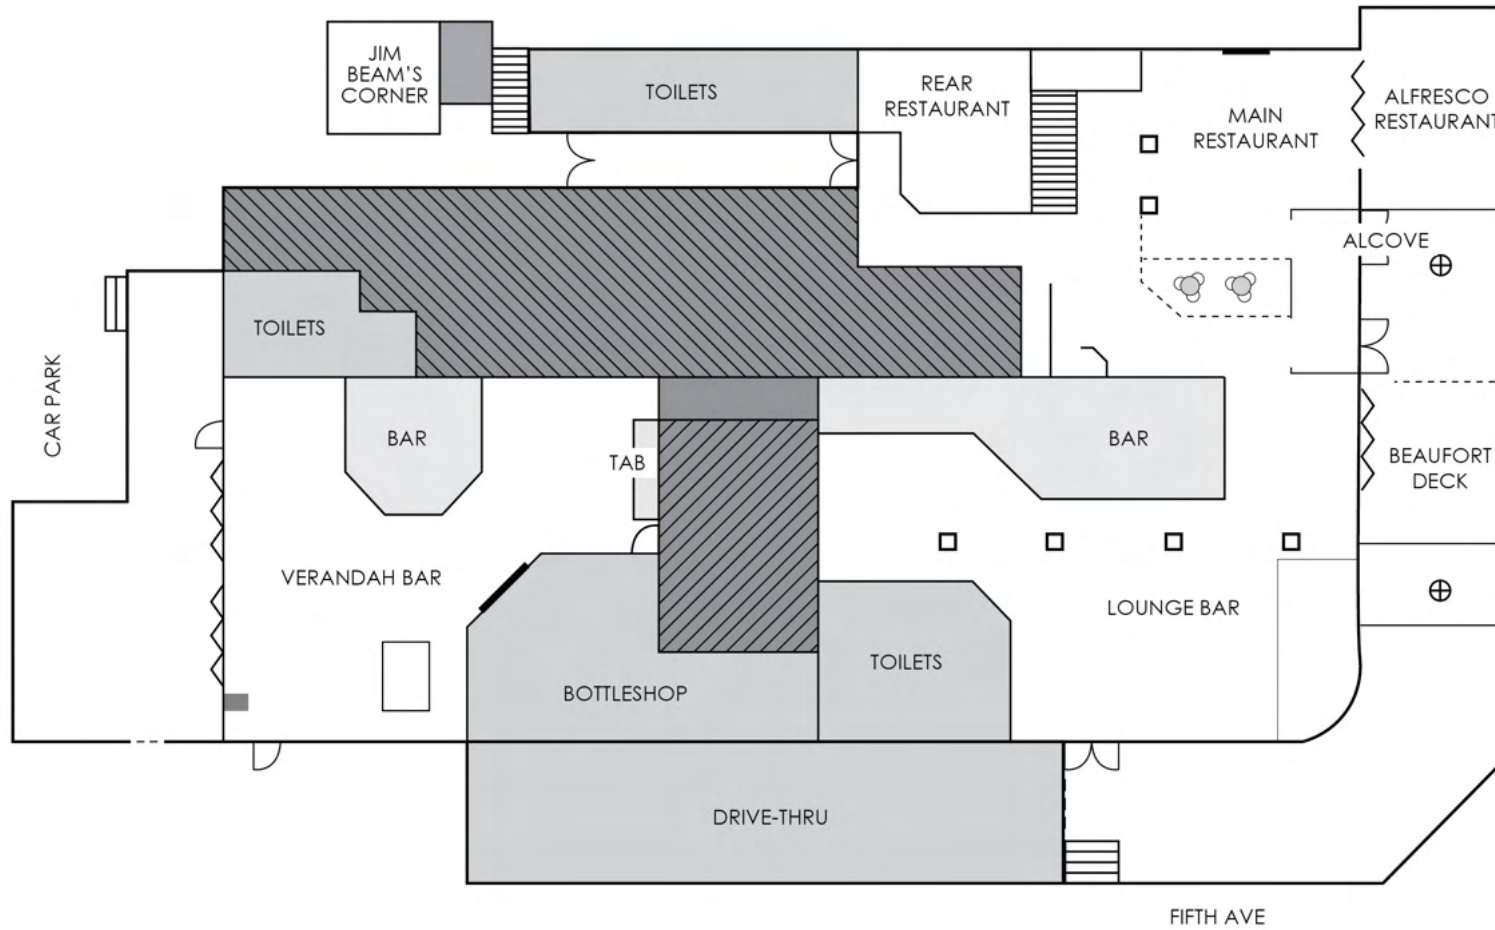 JIM
BEAM'S
CORNER
TOILETS
REAR
RESTAURANT
MAIN
RESTAURANT
ALFRESCO
RESTAURANT
ALCOVE
TOILETS
CAR PARK
BAR
TAB
BAR
BEAUFORT
DECK
VERANDAH BAR
LOUNGE BAR
TOILETS
BOTTLESHOP
DRIVE-THRU
FIFTH AVE